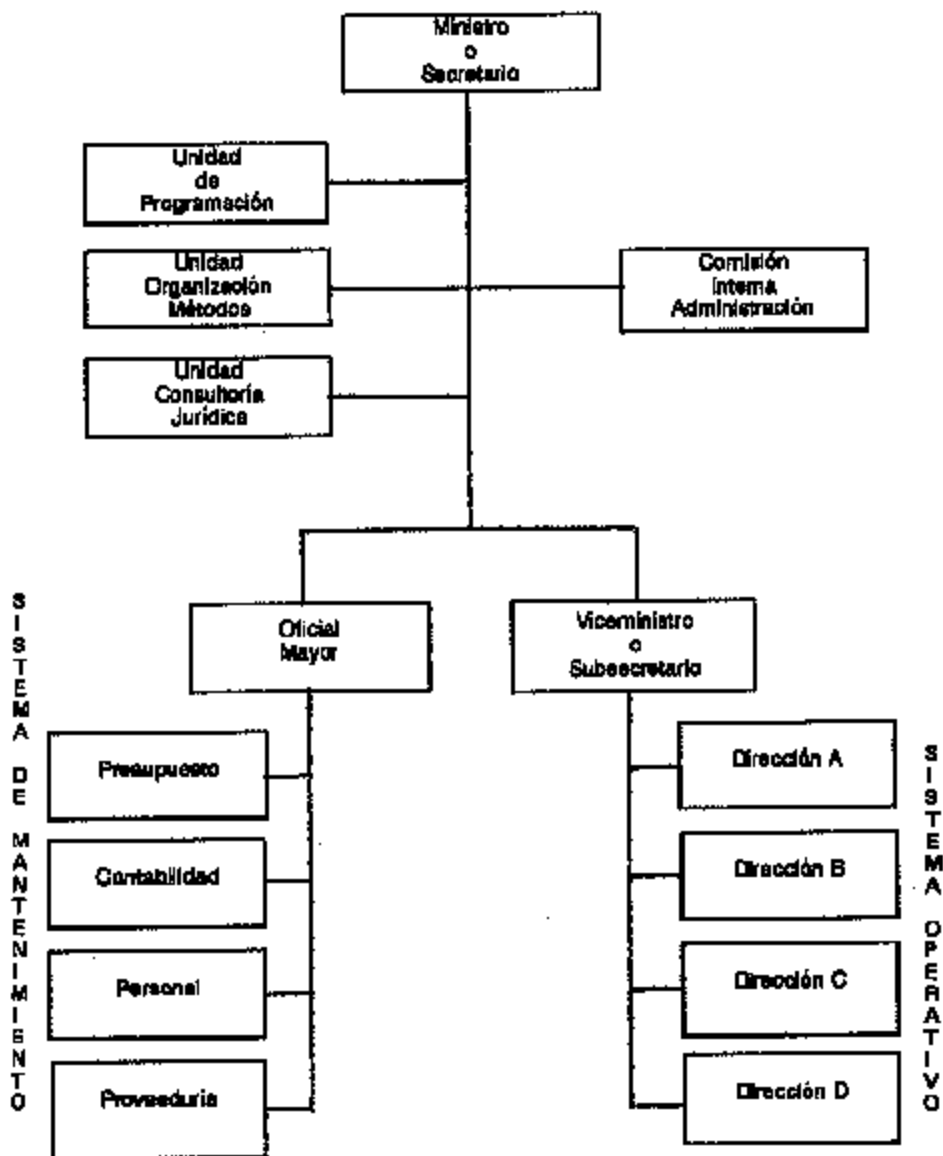 Ministro
o
Secretario
Unidad
de
Programación
Unidad
Organización
Métodos
Comisión
Interna
Administración
Unidad
Consultoría
Jurídica
Oficial
Mayor
Viceministro
o
Subsecretario
SISTEMA DE MANTENIMIENTO
Presupuesto
Contabilidad
Personal
Proveeduría
Dirección A
Dirección B
Dirección C
Dirección D
SISTEMA OPERATIVO